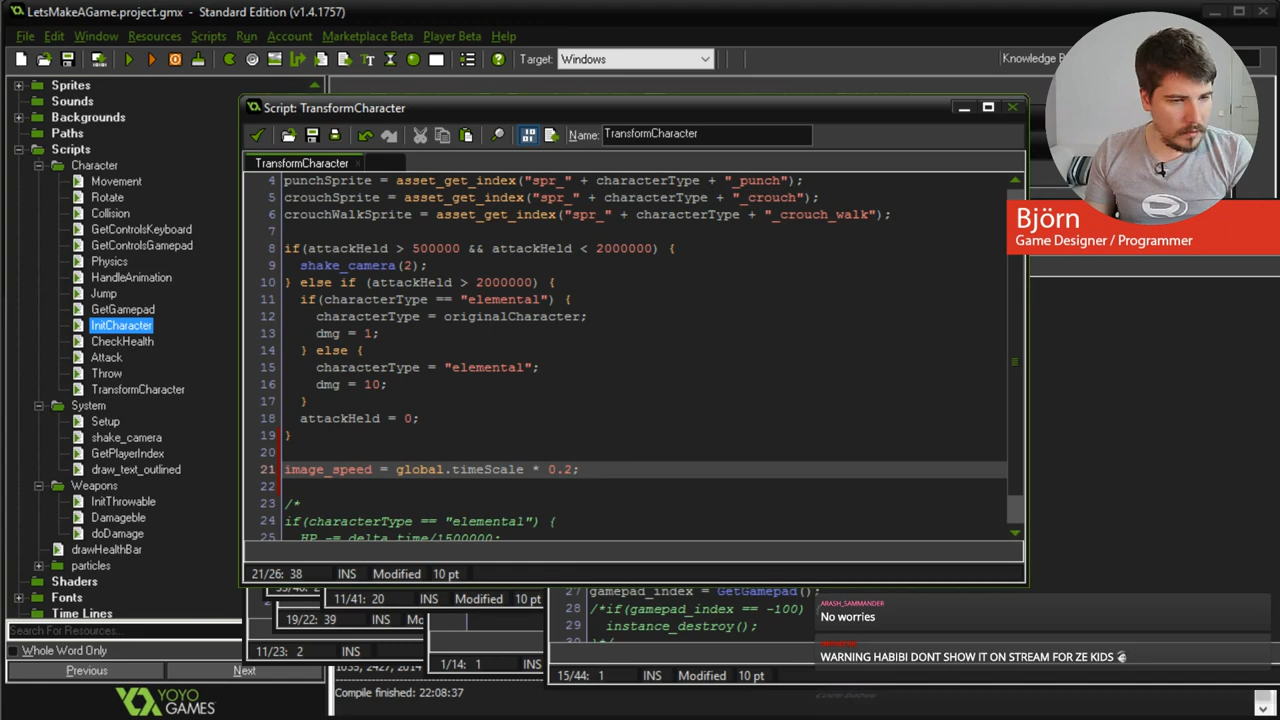 LetsMakeAGame.project.gmx - Standard Edition (v1.4.1757)
File Edit Window Resources Scripts Run Account Marketplace Beta Player Beta Help
Target: Windows
Knowledge B
Sprites
Sounds
Backgrounds
Paths
Scripts
Character
Movement
Rotate
Collision
GetControlsKeyboard
GetControlsGamepad
Physics
HandleAnimation
Jump
GetGamepad
InitCharacter
CheckHealth
Attack
Throw
TransformCharacter
System
Setup
shake_camera
GetPlayerIndex
draw_text_outlined
Weapons
InitThrowable
Damageable
doDamage
drawHealthBar
particles
Shaders
Fonts
Time Lines
Search For Resources...
Whole Word Only
Previous Next
YOYO
GAMES
Script: TransformCharacter
Name: TransformCharacter
TransformCharacter
4 punchSprite = asset_get_index("spr_" + characterType + "_punch");
5 crouchSprite = asset_get_index("spr_" + characterType + "_crouch");
6 crouchWalkSprite = asset_get_index("spr_" + characterType + "_crouch_walk");
7
8 if(attackHeld > 500000 && attackHeld < 2000000) {
9 shake_camera(2);
10 } else if (attackHeld > 2000000) {
11 if(characterType == "elemental") {
12 characterType = originalCharacter;
13 dmg = 1;
14 } else {
15 characterType = "elemental";
16 dmg = 10;
17 }
18 attackHeld = 0;
19 }
20
21 image_speed = global.timeScale * 0.2;
22
23 /*
24 if(characterType == "elemental") {
25 HP -= delta_time/1500000;
21/26: 38 INS Modified 10 pt
11/41: 20 INS Modified 10 pt
19/22: 39 INS Mo
11/23: 2 INS
1/14: 1 INS
27 gamepad_index = GetGamepad();
28 /*if(gamepad_index == -100)
29 instance_destroy();
15/44: 1 INS Modified 10 pt
Compile finished: 22:08:37
Björn
Game Designer / Programmer
ARASH_SAMMANDER
No worries
WARNING HABIBI DONT SHOW IT ON STREAM FOR ZE KIDS